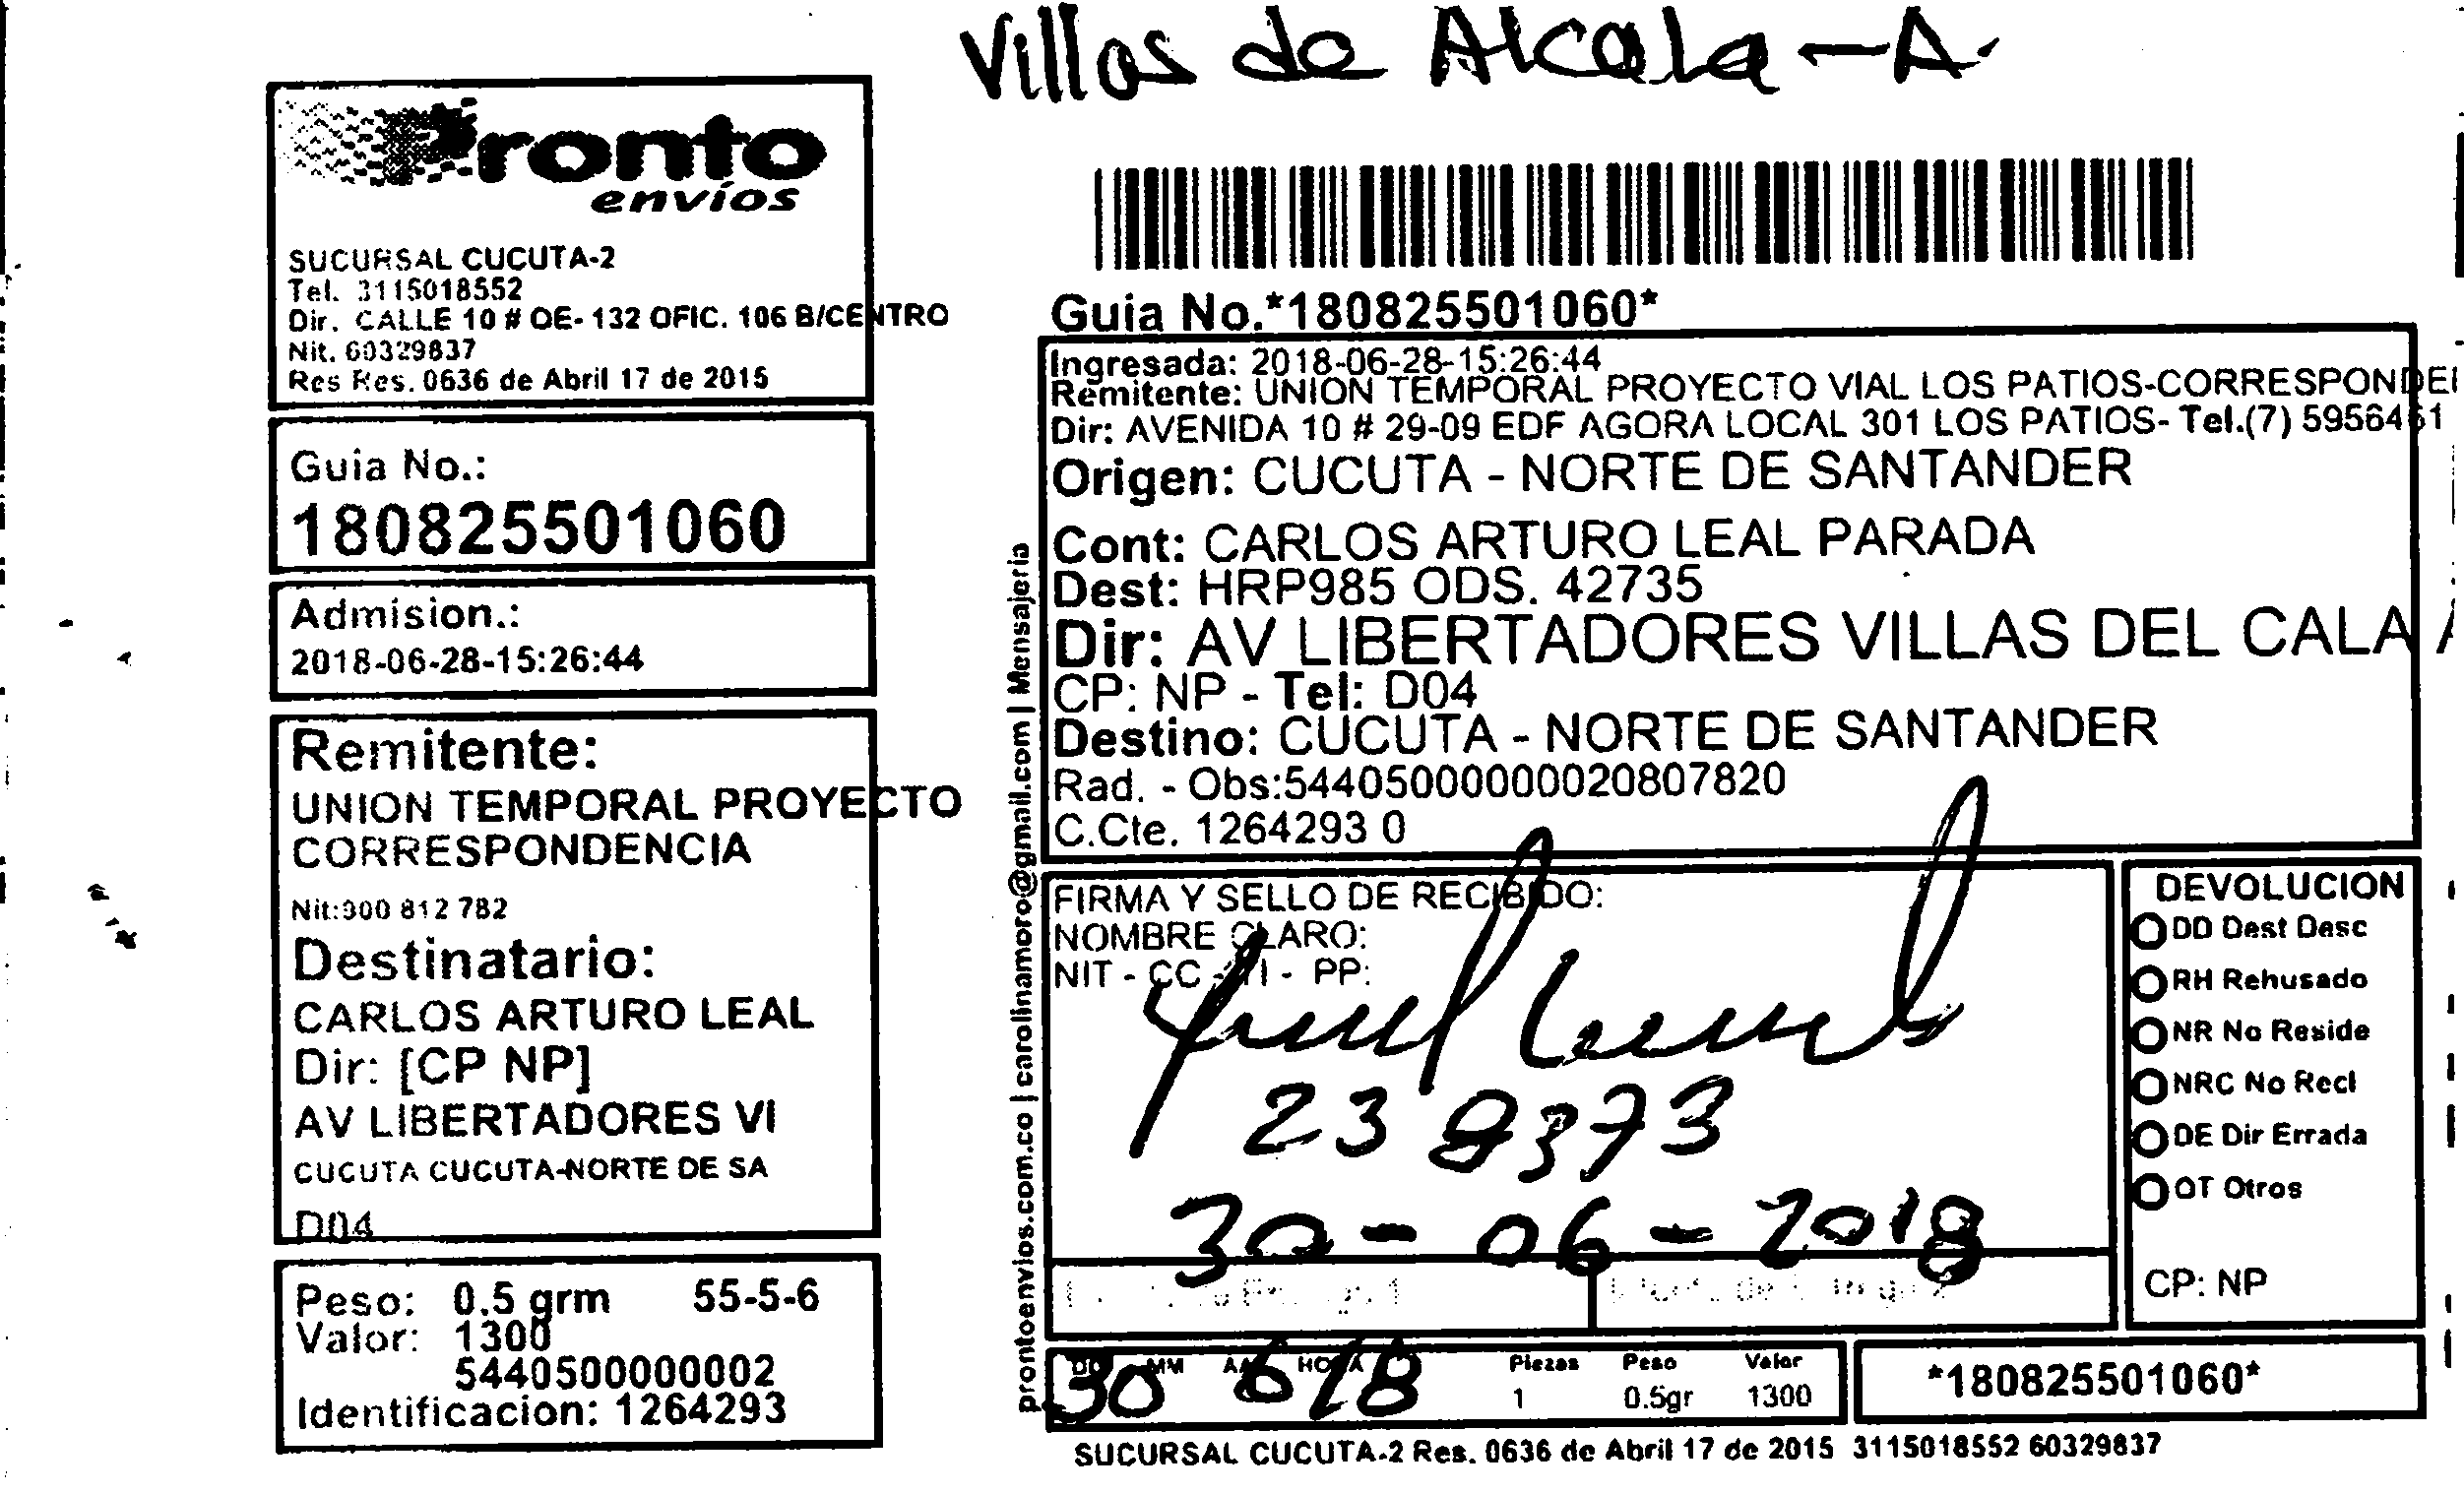 Villas de Alcala - A.
Pronto
envíos
SUCURSAL CUCUTA-2
Tel. 3115018552
Dir. CALLE 10 # OE-132 OFIC. 106 B/CENTRO
Nit. 60329837
Res Res. 0636 de Abril 17 de 2015
Guia No.:
180825501060
Admision.:
2018-06-28-15:26:44
Remitente:
UNION TEMPORAL PROYECTO
CORRESPONDENCIA
Nit:900 812 782
Destinatario:
CARLOS ARTURO LEAL
Dir: [CP NP]
AV LIBERTADORES VI
CUCUTA CUCUTA-NORTE DE SA
D04
Peso: 0.5 grm 55-5-6
Valor: 1300
5440500000002
Identificacion: 1264293
prontoenvios.com.co | carolinamoro@gmail.com | Mensajeria
Guia No.*180825501060*
Ingresada: 2018-06-28-15:26:44
Remitente: UNION TEMPORAL PROYECTO VIAL LOS PATIOS-CORRESPONDE
Dir: AVENIDA 10 # 29-09 EDF AGORA LOCAL 301 LOS PATIOS- Tel.(7) 5956461
Origen: CUCUTA - NORTE DE SANTANDER
Cont: CARLOS ARTURO LEAL PARADA
Dest: HRP985 ODS. 42735
Dir: AV LIBERTADORES VILLAS DEL CALA A
CP: NP - Tel: D04
Destino: CUCUTA - NORTE DE SANTANDER
Rad. - Obs:544050000000020807820
C.Cte. 1264293 0
FIRMA Y SELLO DE RECIBIDO:
NOMBRE CLARO:
NIT - CC - TI - PP:
238373
30-06-2018
DEVOLUCION
DD Dest Desc
RH Rehusado
NR No Reside
NRC No Recl
DE Dir Errada
OT Otros
CP: NP
DD MM AA HORA
30 6 18
Piezas Peso Valor
1 0.5gr 1300
*180825501060*
SUCURSAL CUCUTA-2 Res. 0636 de Abril 17 de 2015 3115018552 60329837